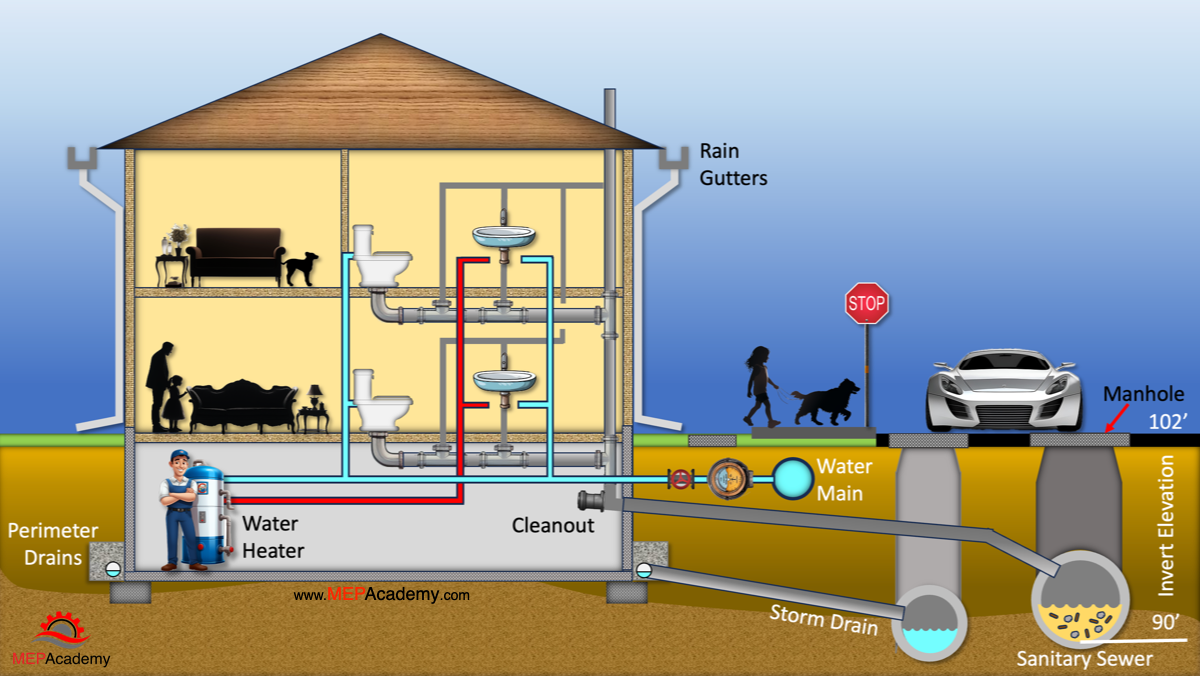 Rain
Gutters
STOP
Manhole
102’
Water
Main
Invert Elevation
Cleanout
Water
Heater
Perimeter
Drains
www.MEPAcademy.com
Storm Drain
90’
MEPAcademy
Sanitary Sewer